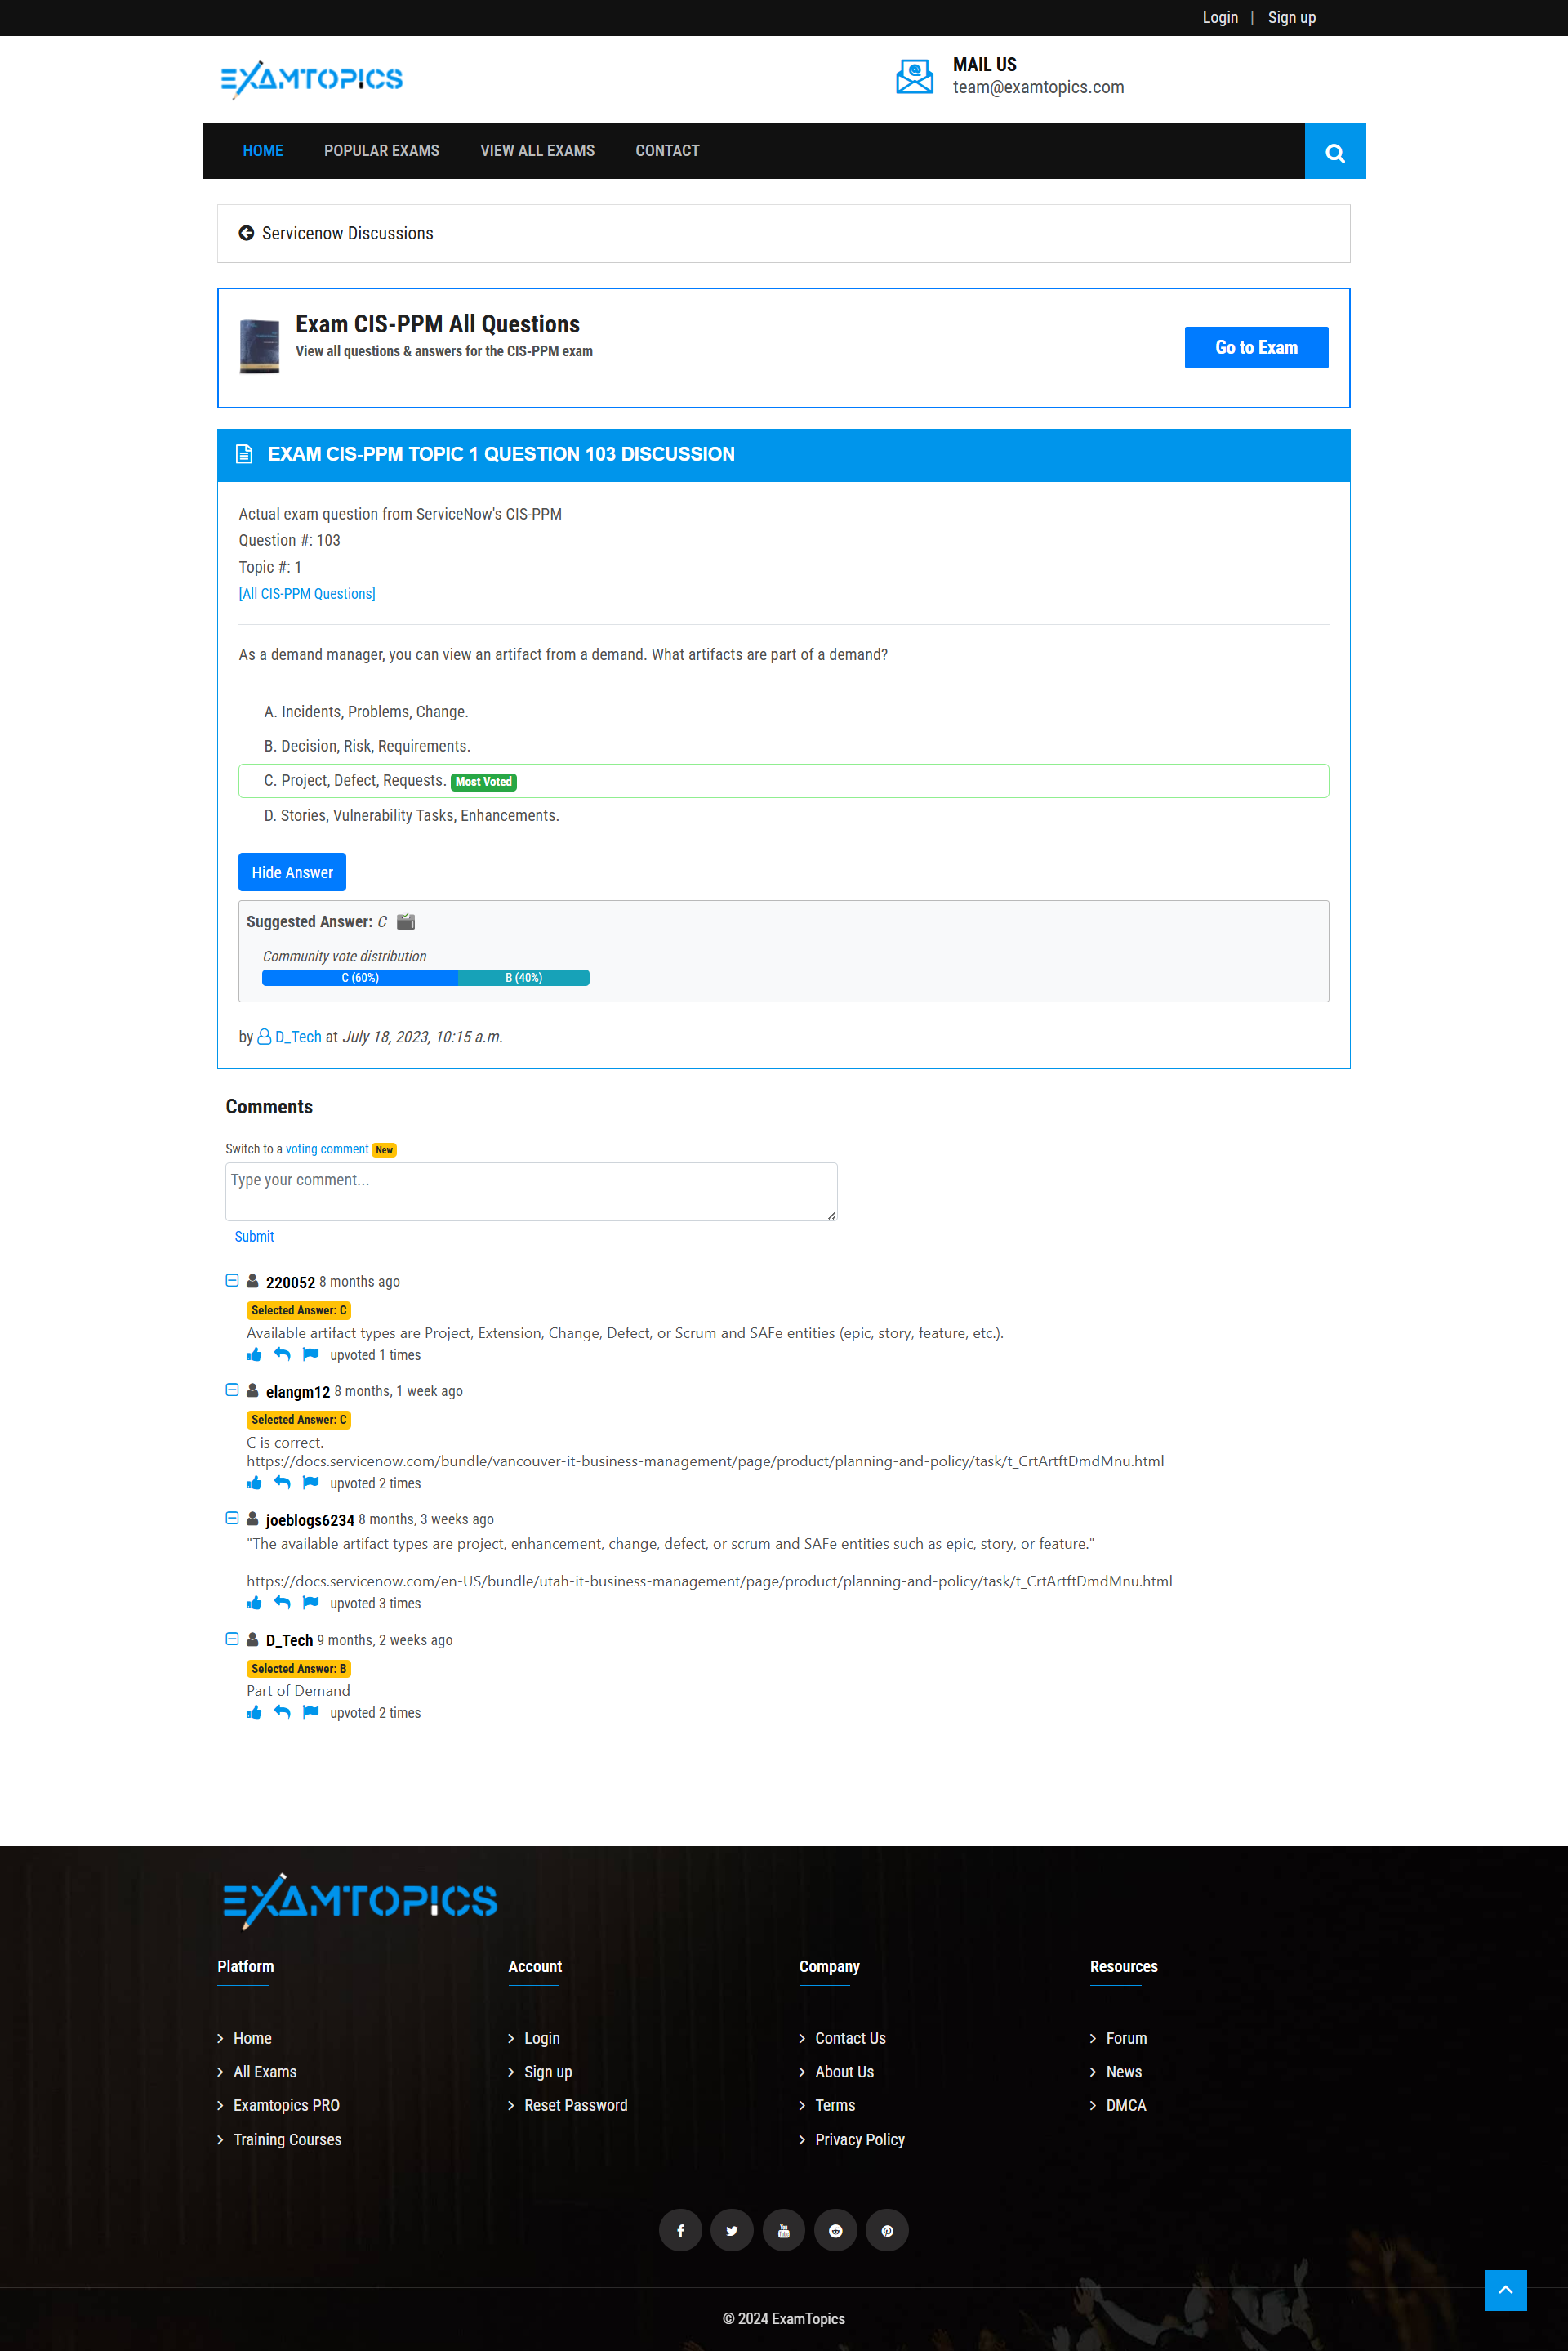 Login | Sign up
EXAMTOPICS
MAIL US
team@examtopics.com
HOME POPULAR EXAMS VIEW ALL EXAMS CONTACT
Servicenow Discussions
Exam CIS-PPM All Questions
View all questions & answers for the CIS-PPM exam
Go to Exam
EXAM CIS-PPM TOPIC 1 QUESTION 103 DISCUSSION
Actual exam question from ServiceNow's CIS-PPM
Question #: 103
Topic #: 1
[All CIS-PPM Questions]
As a demand manager, you can view an artifact from a demand. What artifacts are part of a demand?
A. Incidents, Problems, Change.
B. Decision, Risk, Requirements.
C. Project, Defect, Requests. Most Voted
D. Stories, Vulnerability Tasks, Enhancements.
Hide Answer
Suggested Answer: C
Community vote distribution
C (60%) B (40%)
by D_Tech at July 18, 2023, 10:15 a.m.
Comments
Switch to a voting comment New
Type your comment...
Submit
220052 8 months ago
Selected Answer: C
Available artifact types are Project, Extension, Change, Defect, or Scrum and SAFe entities (epic, story, feature, etc.).
upvoted 1 times
elangm12 8 months, 1 week ago
Selected Answer: C
C is correct.
https://docs.servicenow.com/bundle/vancouver-it-business-management/page/product/planning-and-policy/task/t_CrtArtftDmdMnu.html
upvoted 2 times
joeblogs6234 8 months, 3 weeks ago
"The available artifact types are project, enhancement, change, defect, or scrum and SAFe entities such as epic, story, or feature."
https://docs.servicenow.com/en-US/bundle/utah-it-business-management/page/product/planning-and-policy/task/t_CrtArtftDmdMnu.html
upvoted 3 times
D_Tech 9 months, 2 weeks ago
Selected Answer: B
Part of Demand
upvoted 2 times
EXAMTOPICS
Platform Account Company Resources
Home Login Contact Us Forum
All Exams Sign up About Us News
Examtopics PRO Reset Password Terms DMCA
Training Courses Privacy Policy
© 2024 ExamTopics